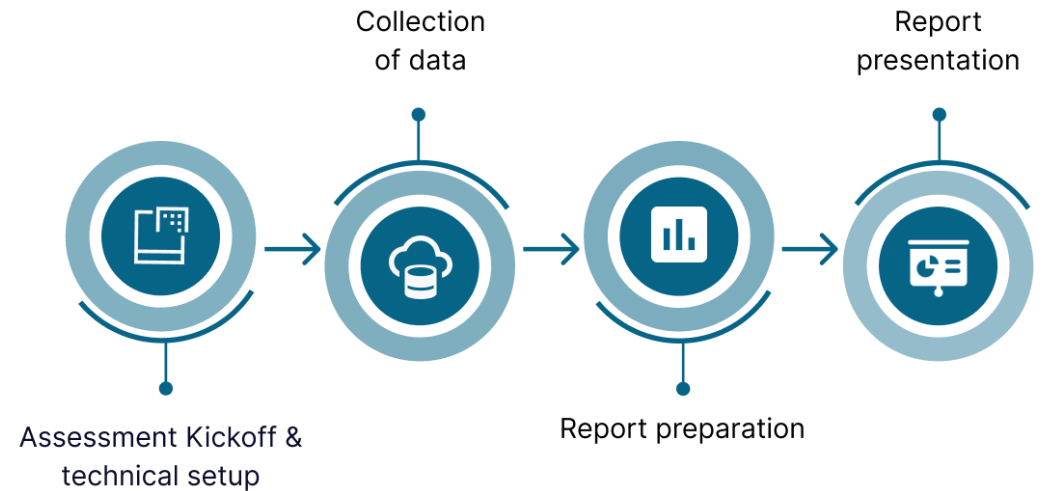 Assessment Kickoff &
technical setup
Collection
of data
Report preparation
Report
presentation